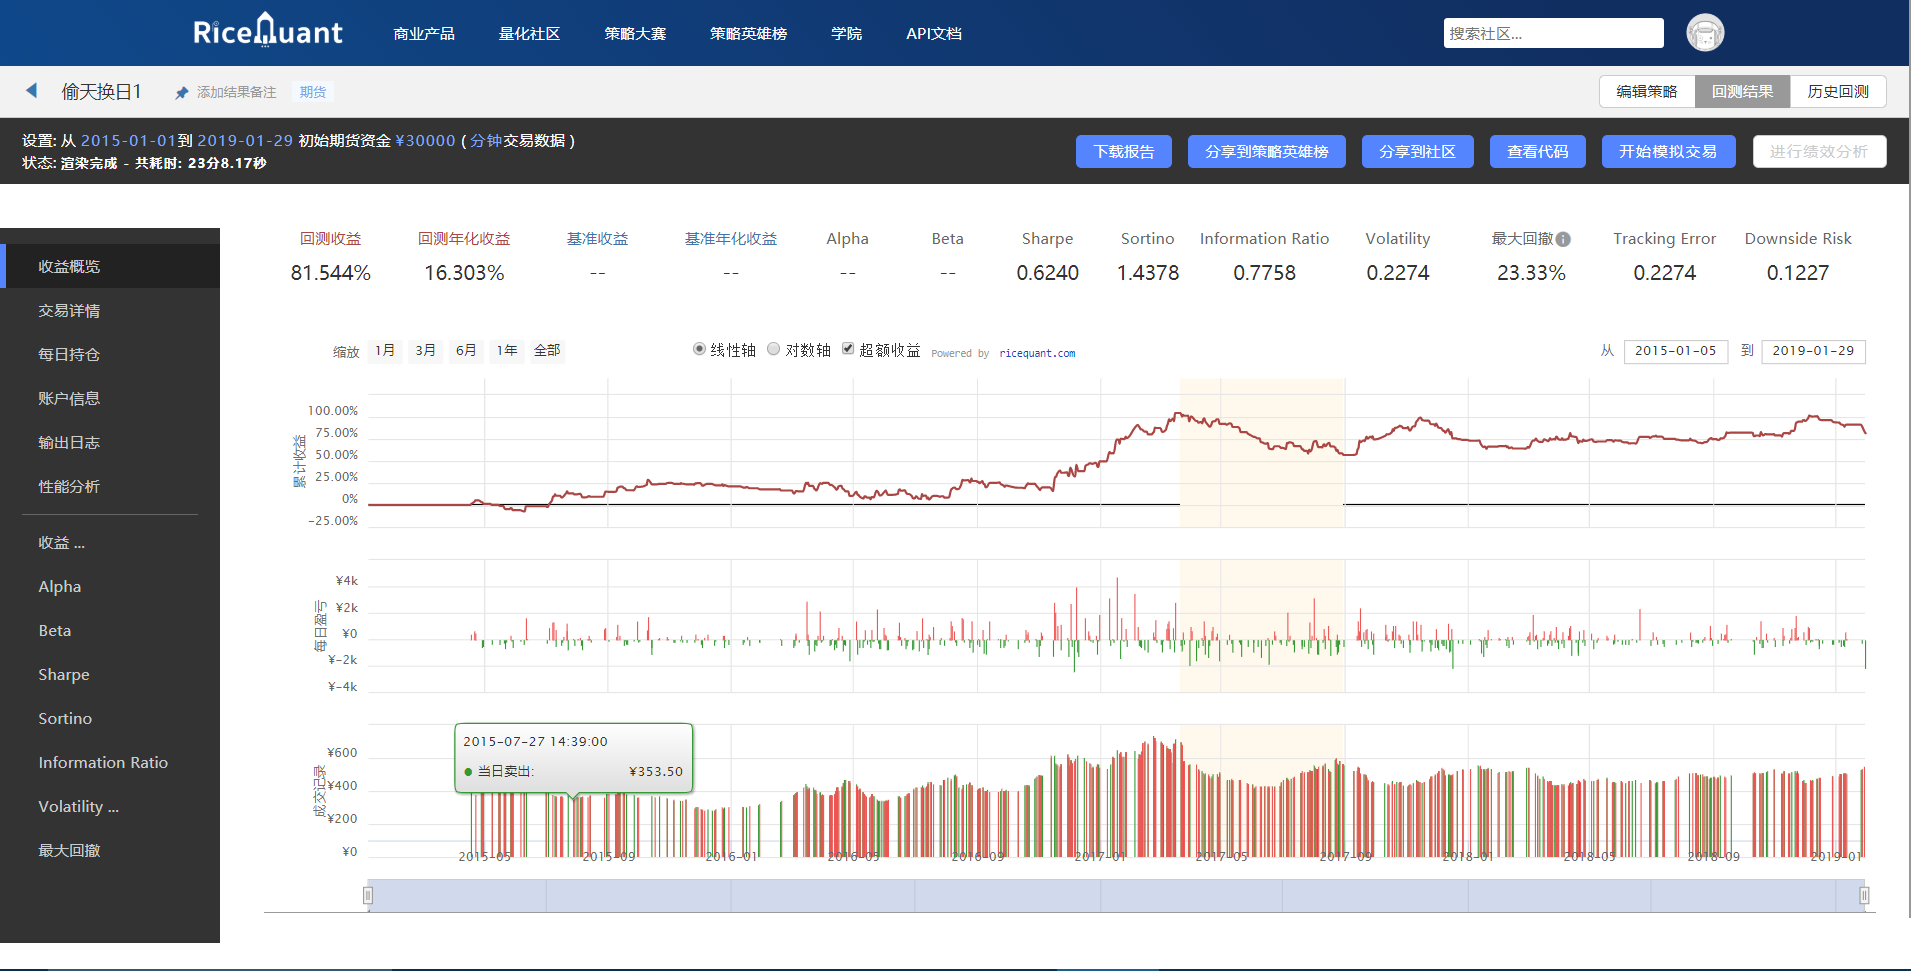 RiceQuant
商业产品 量化社区 策略大赛 策略英雄榜 学院 API文档
搜索社区...
偷天换日1 添加结果备注 期货
编辑策略 回测结果 历史回测
设置: 从 2015-01-01到 2019-01-29 初始期货资金 ¥30000 ( 分钟交易数据 )
状态: 渲染完成 - 共耗时: 23分8.17秒
下载报告 分享到策略英雄榜 分享到社区 查看代码 开始模拟交易 进行绩效分析
收益概览
交易详情
每日持仓
账户信息
输出日志
性能分析
收益 ...
Alpha
Beta
Sharpe
Sortino
Information Ratio
Volatility ...
最大回撤
回测收益 回测年化收益 基准收益 基准年化收益 Alpha Beta Sharpe Sortino Information Ratio Volatility 最大回撤 Tracking Error Downside Risk
81.544% 16.303% -- -- -- -- 0.6240 1.4378 0.7758 0.2274 23.33% 0.2274 0.1227
缩放 1月 3月 6月 1年 全部
线性轴 对数轴 超额收益 Powered by ricequant.com
从 2015-01-05 到 2019-01-29
累计收益
100.00%
75.00%
50.00%
25.00%
0%
-25.00%
每日盈亏
¥4k
¥2k
¥0
¥-2k
¥-4k
成交记录
¥600
¥400
¥200
¥0
2015-07-27 14:39:00
当日卖出: ¥353.50
2015-05 2015-09 2016-01 2016-05 2016-09 2017-01 2017-05 2017-09 2018-01 2018-05 2018-09 2019-01